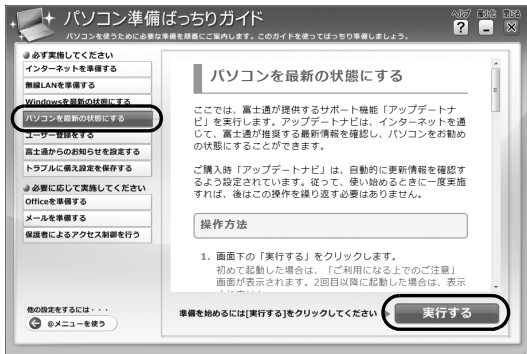 パソコン準備ばっちりガイド
パソコンを使うために必要な準備を順番にご案内します。このガイドを使ってばっちり準備しましょう。
ヘルプ 最小化 閉じる
? _ ×
必ず実施してください
インターネットを準備する
無線LANを準備する
Windowsを最新の状態にする
パソコンを最新の状態にする
ユーザー登録をする
富士通からのお知らせを設定する
トラブルに備え設定を保存する
必要に応じて実施してください
Officeを準備する
メールを準備する
保護者によるアクセス制御を行う
他の設定をするには・・・
@メニューを使う
パソコンを最新の状態にする
ここでは、富士通が提供するサポート機能「アップデートナ
ビ」を実行します。アップデートナビは、インターネットを通
じて、富士通が推奨する最新情報を確認し、パソコンをお勧め
の状態にすることができます。
ご購入時「アップデートナビ」は、自動的に更新情報を確認す
るよう設定されています。従って、使い始めるときに一度実施
すれば、後はこの操作を繰り返す必要はありません。
操作方法
1. 画面下の「実行する」をクリックします。
初めて起動した場合は、「ご利用になる上でのご注意」
画面が表示されます。2回目以降に起動した場合は、表示
準備を始めるには[実行する]をクリックしてください
実行する